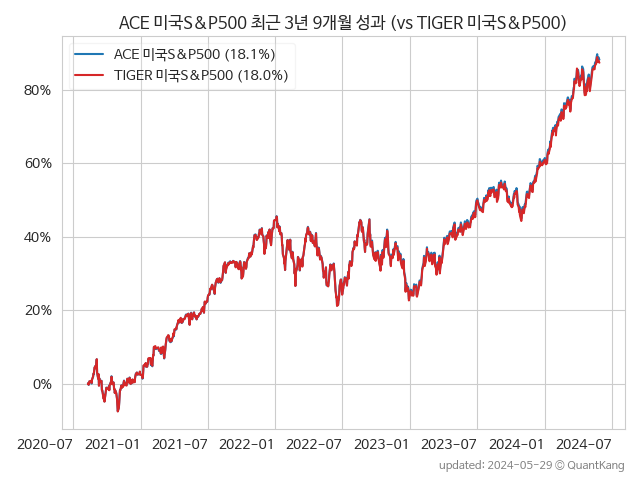 ACE 미국S&P500 최근 3년 9개월 성과 (vs TIGER 미국S&P500)
ACE 미국S&P500 (18.1%)
TIGER 미국S&P500 (18.0%)
80%
60%
40%
20%
0%
2020-07 2021-01 2021-07 2022-01 2022-07 2023-01 2023-07 2024-01 2024-07
updated: 2024-05-29 © QuantKang